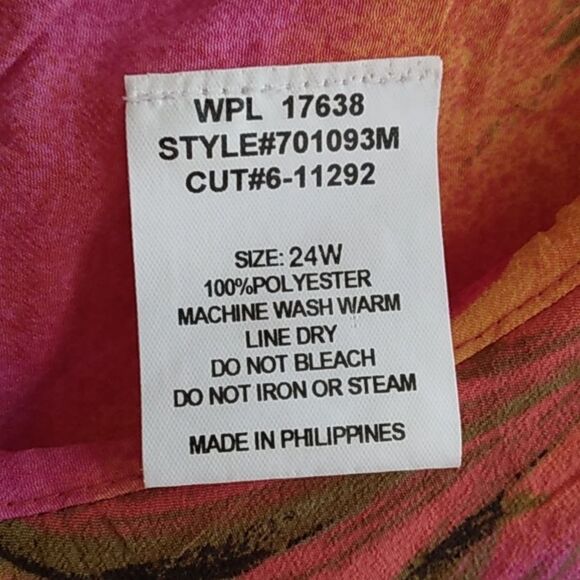 WPL 17638
STYLE#701093M
CUT#6-11292
SIZE: 24W
100%POLYESTER
MACHINE WASH WARM
LINE DRY
DO NOT BLEACH
DO NOT IRON OR STEAM
MADE IN PHILIPPINES